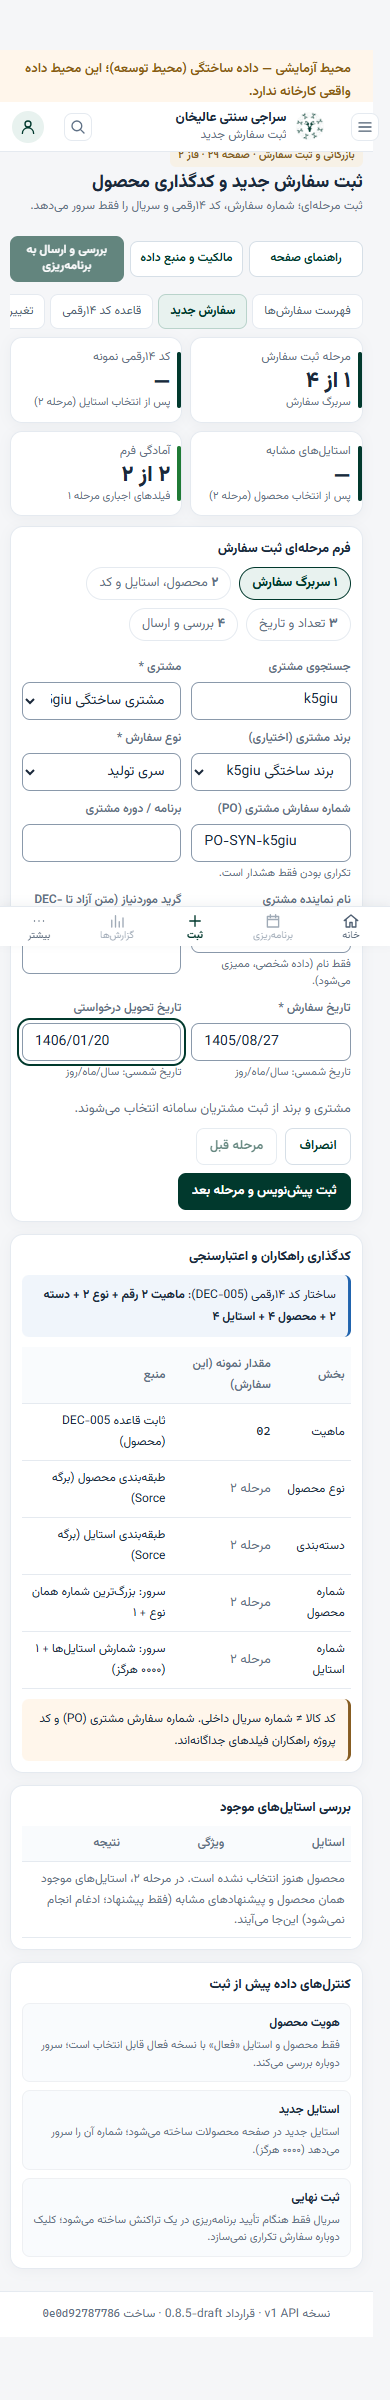 محیط آزمایشی — داده ساختگی (محیط توسعه)؛ این محیط داده
واقعی کارخانه ندارد.
سراجی سنتی عالیخان
ثبت سفارش جدید
بازرگانی و ثبت سفارش · صفحه ۲۹ · فاز ۲
ثبت سفارش جدید و کدگذاری محصول
ثبت مرحله‌ای؛ شماره سفارش، کد ۱۴رقمی و سریال را فقط سرور می‌دهد.
راهنمای صفحه
مالکیت و منبع داده
بررسی و ارسال به
برنامه‌ریزی
فهرست سفارش‌ها
سفارش جدید
قاعده کد ۱۴رقمی
تغییر
مرحله ثبت سفارش
۱ از ۴
سربرگ سفارش
کد ۱۴رقمی نمونه
—
پس از انتخاب استایل (مرحله ۲)
استایل‌های مشابه
—
پس از انتخاب محصول (مرحله ۲)
آمادگی فرم
۲ از ۲
فیلدهای اجباری مرحله ۱
فرم مرحله‌ای ثبت سفارش
۱ سربرگ سفارش
۲ محصول، استایل و کد
۳ تعداد و تاریخ
۴ بررسی و ارسال
جستجوی مشتری
مشتری *
k5giu
مشتری ساختگی k5giu
برند مشتری (اختیاری)
نوع سفارش *
برند ساختگی k5giu
سری تولید
شماره سفارش مشتری (PO)
برنامه / دوره مشتری
PO-SYN-k5giu
تکراری بودن فقط هشدار است.
نام نماینده مشتری
گرید موردنیاز (متن آزاد تا DEC-
خانه
برنامه‌ریزی
ثبت
گزارش‌ها
بیشتر
فقط نام (داده شخصی، ممیزی
می‌شود).
تاریخ سفارش *
تاریخ تحویل درخواستی
1405/08/27
1406/01/20
تاریخ شمسی: سال/ماه/روز
تاریخ شمسی: سال/ماه/روز
مشتری و برند از ثبت مشتریان سامانه انتخاب می‌شوند.
انصراف
مرحله قبل
ثبت پیش‌نویس و مرحله بعد
کدگذاری راهکاران و اعتبارسنجی
ساختار کد ۱۴رقمی (DEC-005): ماهیت ۲ رقم + نوع ۲ + دسته
۲ + محصول ۴ + استایل ۴
بخش
مقدار نمونه (این
سفارش)
منبع
ماهیت
02
ثابت قاعده DEC-005
(محصول)
نوع محصول
مرحله ۲
طبقه‌بندی محصول (برگه
Sorce)
دسته‌بندی
مرحله ۲
طبقه‌بندی استایل (برگه
Sorce)
شماره
محصول
مرحله ۲
سرور: بزرگ‌ترین شماره همان
نوع + ۱
شماره
استایل
مرحله ۲
سرور: شمارش استایل‌ها + ۱
(۰۰۰۰ هرگز)
کد کالا ≠ شماره سریال داخلی. شماره سفارش مشتری (PO) و کد
پروژه راهکاران فیلدهای جداگانه‌اند.
بررسی استایل‌های موجود
استایل
ویژگی
نتیجه
محصول هنوز انتخاب نشده است. در مرحله ۲، استایل‌های موجود
همان محصول و پیشنهادهای مشابه (فقط پیشنهاد؛ ادغام انجام
نمی‌شود) این‌جا می‌آیند.
کنترل‌های داده پیش از ثبت
هویت محصول
فقط محصول و استایل «فعال» با نسخه فعال قابل انتخاب است؛ سرور
دوباره بررسی می‌کند.
استایل جدید
استایل جدید در صفحه محصولات ساخته می‌شود؛ شماره آن را سرور
می‌دهد (۰۰۰۰ هرگز).
ثبت نهایی
سریال فقط هنگام تأیید برنامه‌ریزی در یک تراکنش ساخته می‌شود؛ کلیک
دوباره سفارش تکراری نمی‌سازد.
نسخه v1 API · قرارداد 0.8.5-draft · ساخت 0e0d92787786